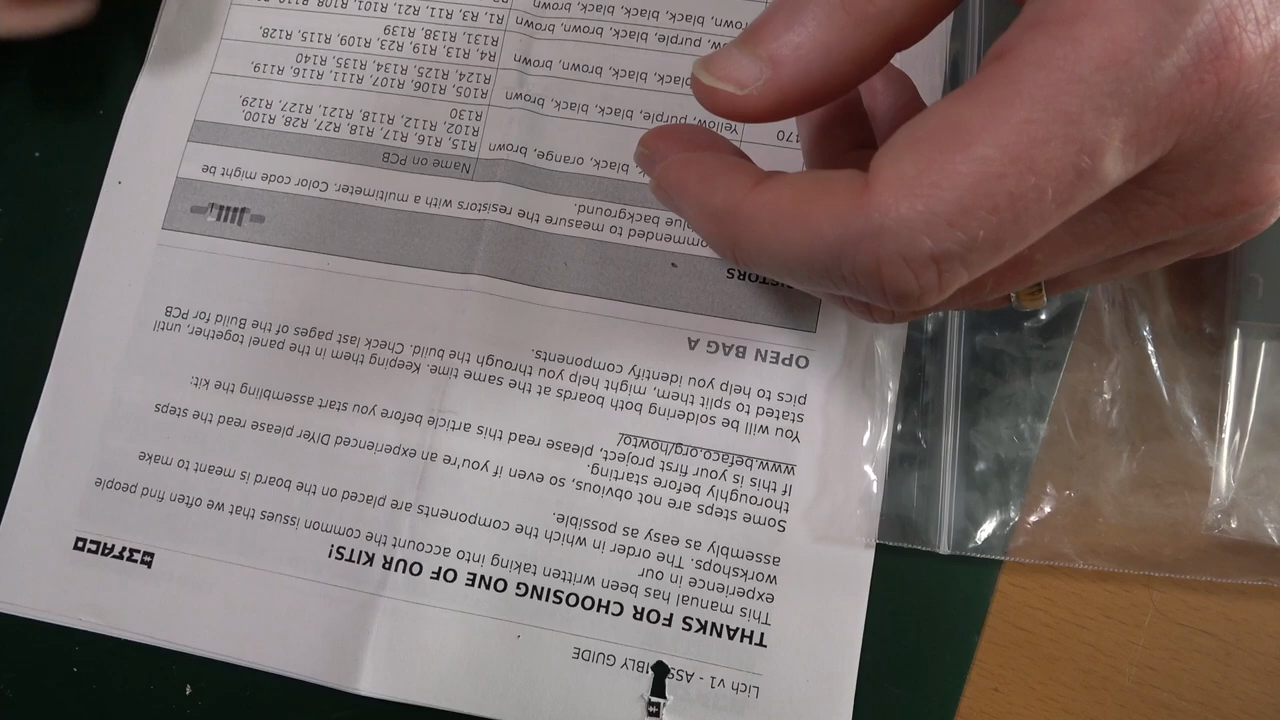 Lich v1 - ASSEMBLY GUIDE
BEFACO
THANKS FOR CHOOSING ONE OF OUR KITS!
This manual has been written taking into account the common issues that we often find people
experience in our
workshops. The order in which the components are placed on the board is meant to make
assembly as easy as possible.
Some steps are not obvious, so even if you're an experienced DIYer please read the steps
thoroughly before starting.
If this is your first project, please, read this article before you start assembling the kit:
www.befaco.org/howto/
You will be soldering both boards at the same time. Keeping them in the panel together, until
stated to split them, might help you through the build. Check last pages of the Build for PCB
pics to help you identify components.
OPEN BAG A
to measure the resistors with a multimeter. Color code might be
blue background.
Name on PCB
black, orange, brown
R15, R16, R17, R18, R27, R28, R100,
R102, R112, R118, R121, R127, R129,
R130
470
Yellow, purple, black, black, brown
R105, R106, R107, R111, R116, R119,
R124, R125, R134, R135, R140
black, brown, brown
R4, R13, R19, R23, R109, R115, R128,
R131, R138, R139
purple, black, brown, brown
R1, R3, R11, R21, R101, R108,
black, black, brown